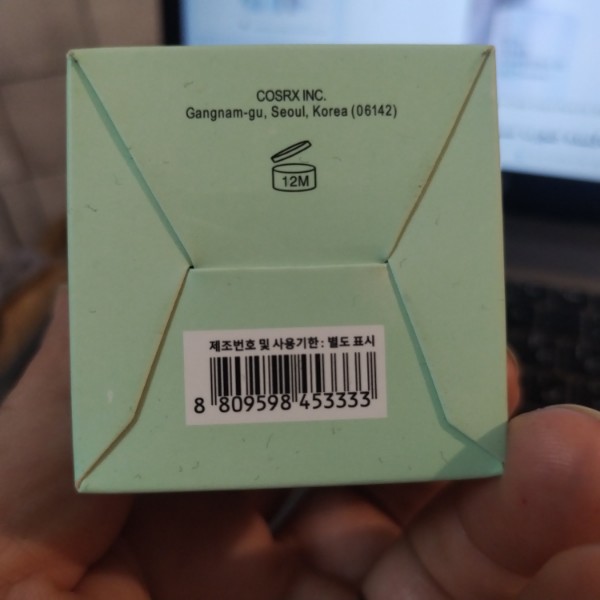 COSRX INC.
Gangnam-gu, Seoul, Korea (06142)
12M
제조번호 및 사용기한 : 별도 표시
8 809598 453333